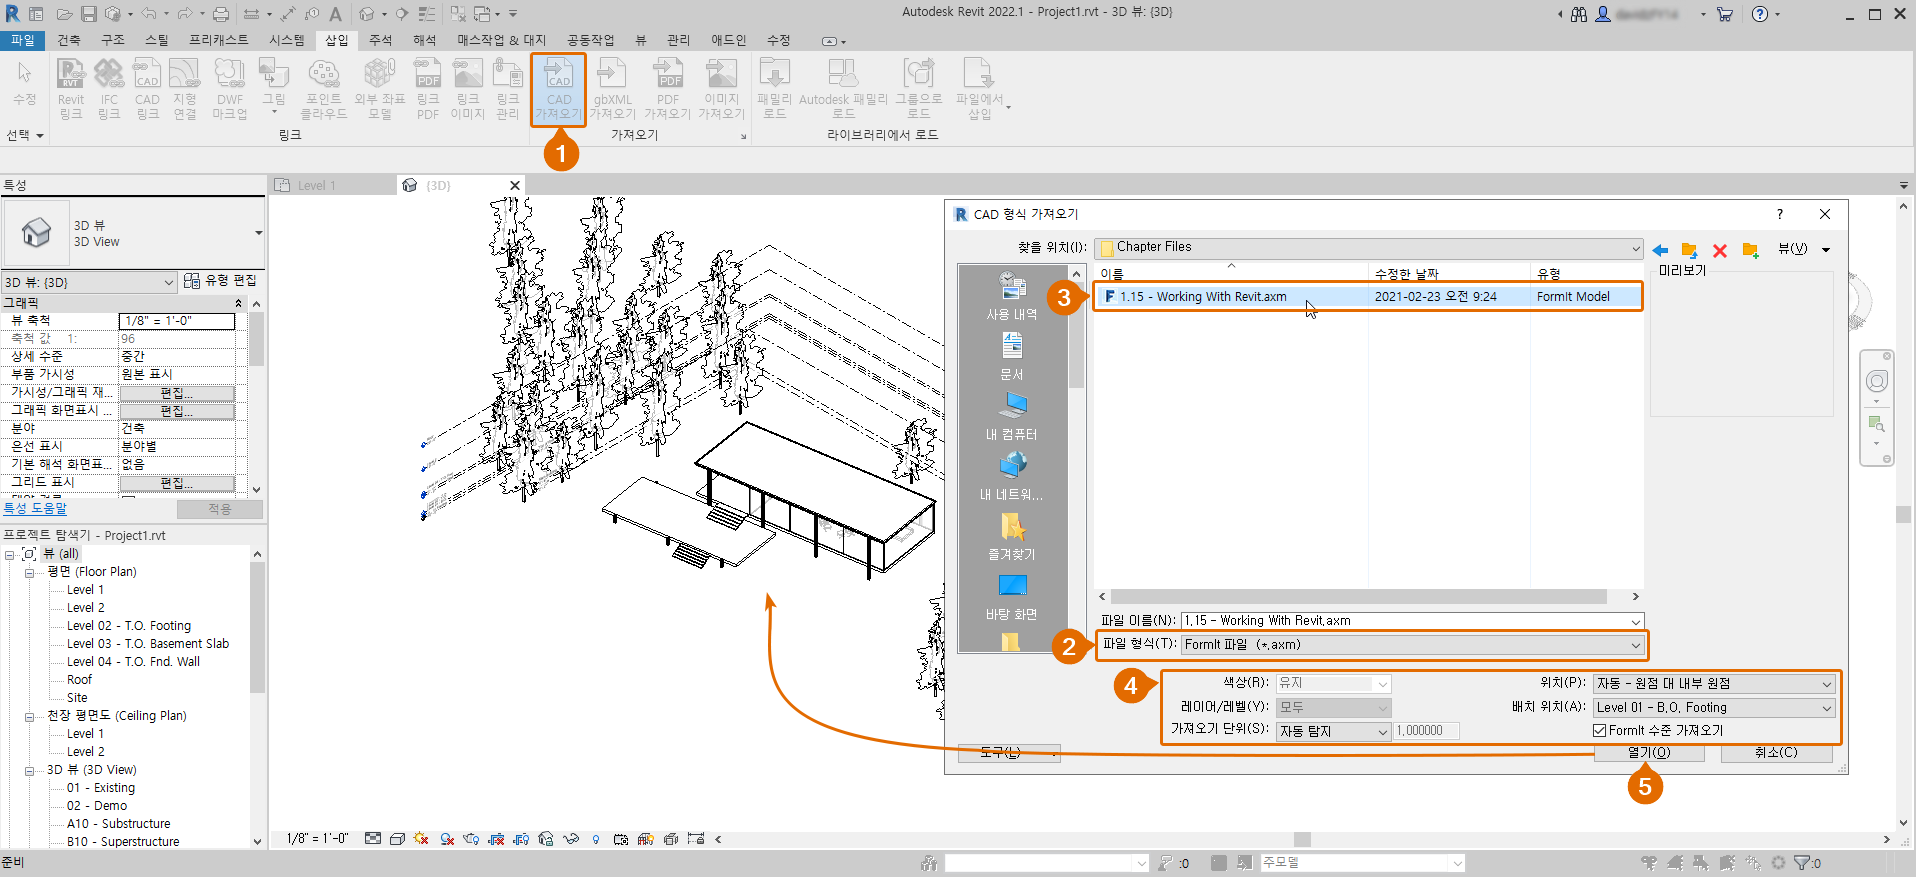 Autodesk Revit 2022.1 - Project1.rvt - 3D 뷰: {3D}
파일 건축 구조 스틸 프리캐스트 시스템 삽입 주석 해석 매스작업 & 대지 공동작업 뷰 관리 애드인 수정
수정
Revit 링크
IFC 링크
CAD 링크
지형 연결
DWF 마크업
그림
포인트 클라우드
외부 좌표 모델
링크 PDF
링크 이미지
링크 관리
CAD 가져오기
gbXML 가져오기
PDF 가져오기
이미지 가져오기
패밀리 로드
Autodesk 패밀리 로드
그룹으로 로드
파일에서 삽입
선택 링크 가져오기 라이브러리에서 로드
1
특성
Level 1
{3D}
3D 뷰
3D View
3D 뷰: {3D} 유형 편집
그래픽
뷰 축척 1/8" = 1'-0"
축척 값 1: 96
상세 수준 중간
부품 가시성 원본 표시
가시성/그래픽 재... 편집...
그래픽 화면표시 ... 편집...
분야 건축
은선 표시 분야별
기본 해석 화면표... 없음
그리드 표시 편집...
특성 도움말 적용
프로젝트 탐색기 - Project1.rvt
뷰 (all)
평면 (Floor Plan)
Level 1
Level 2
Level 02 - T.O. Footing
Level 03 - T.O. Basement Slab
Level 04 - T.O. Fnd. Wall
Roof
Site
천장 평면도 (Ceiling Plan)
Level 1
Level 2
3D 뷰 (3D View)
01 - Existing
02 - Demo
A10 - Substructure
B10 - Superstructure
CAD 형식 가져오기
찾을 위치(I): Chapter Files 뷰(V)
이름 수정한 날짜 유형
미리보기
3
1.15 - Working With Revit.axm 2021-02-23 오전 9:24 FormIt Model
사용 내역
문서
내 컴퓨터
내 네트워...
즐겨찾기
바탕 화면
파일 이름(N): 1.15 - Working With Revit.axm
2
파일 형식(T): FormIt 파일 (*.axm)
4
색상(R): 유지 위치(P): 자동 - 원점 대 내부 원점
레이어/레벨(Y): 모두 배치 위치(A): Level 01 - B.O. Footing
가져오기 단위(S): 자동 탐지 1.000000 FormIt 수준 가져오기
도구(L) 열기(O) 취소(C)
5
1/8" = 1'-0"
준비 :0 주모델 :0